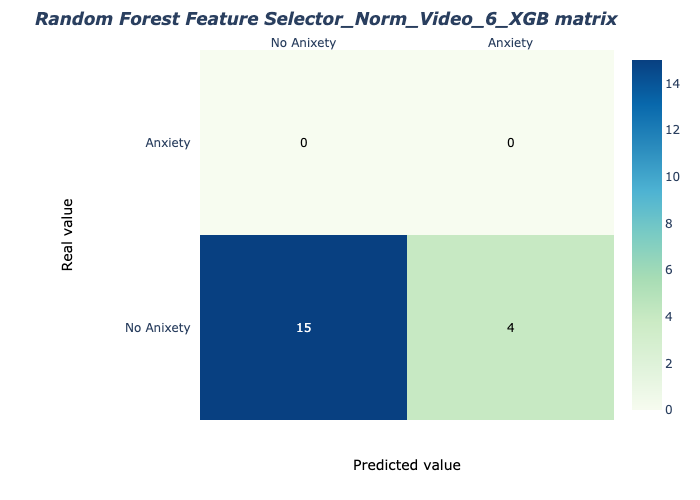 Random Forest Feature Selector_Norm_Video_6_XGB matrix
No Anixety
Anxiety
Anxiety
0
0
No Anixety
15
4
Real value
Predicted value
14
12
10
8
6
4
2
0